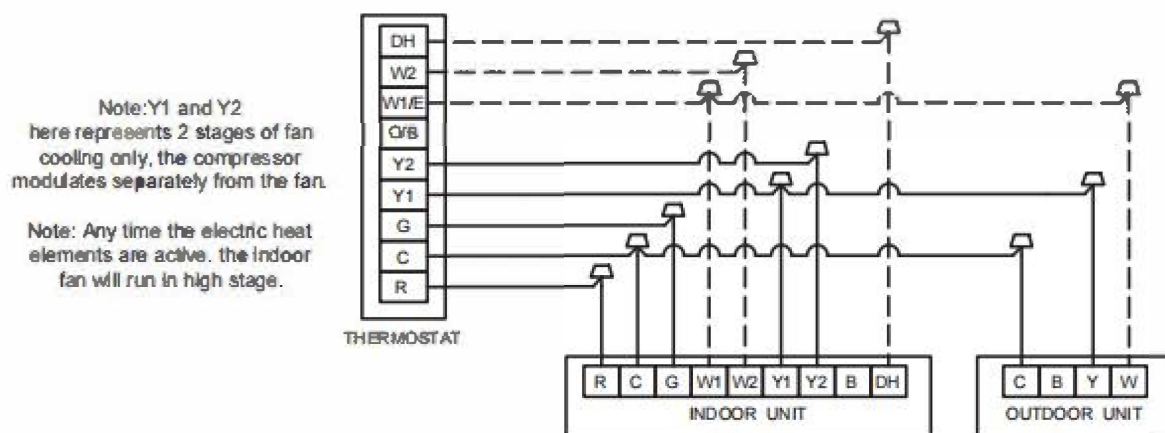 Note:Y1 and Y2
here represents 2 stages of fan
cooling only, the compressor
modulates separately from the fan.
Note: Any time the electric heat
elements are active. the indoor
fan will run in high stage.
DH
W2
W1/E
O/B
Y2
Y1
G
C
R
THERMOSTAT
R C G W1 W2 Y1 Y2 B DH
INDOOR UNIT
C B Y W
OUTDOOR UNIT